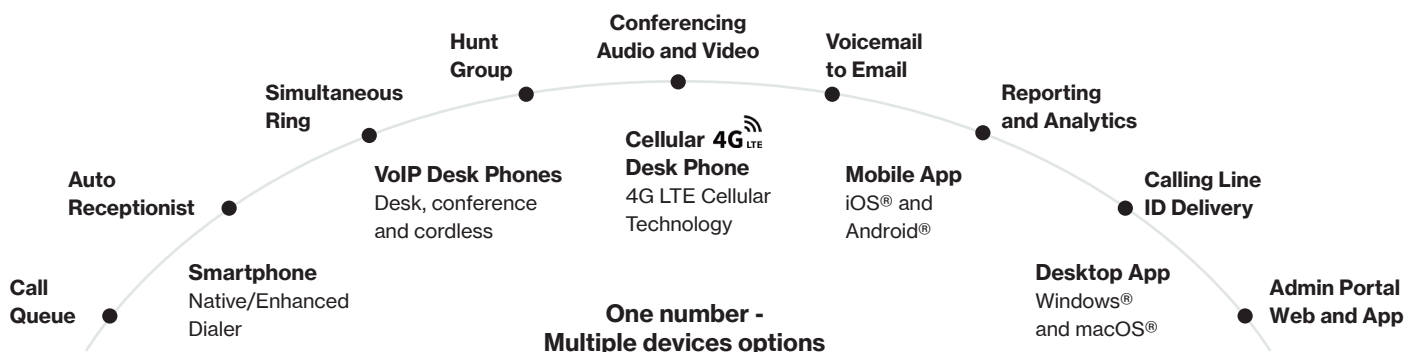 Call
Queue
Auto
Receptionist
Simultaneous
Ring
Hunt
Group
Conferencing
Audio and Video
Voicemail
to Email
Reporting
and Analytics
Calling Line
ID Delivery
Admin Portal
Web and App
Smartphone
Native/Enhanced
Dialer
VoIP Desk Phones
Desk, conference
and cordless
Cellular 4G LTE
Desk Phone
4G LTE Cellular
Technology
Mobile App
iOS® and
Android®
Desktop App
Windows®
and macOS®
One number -
Multiple devices options